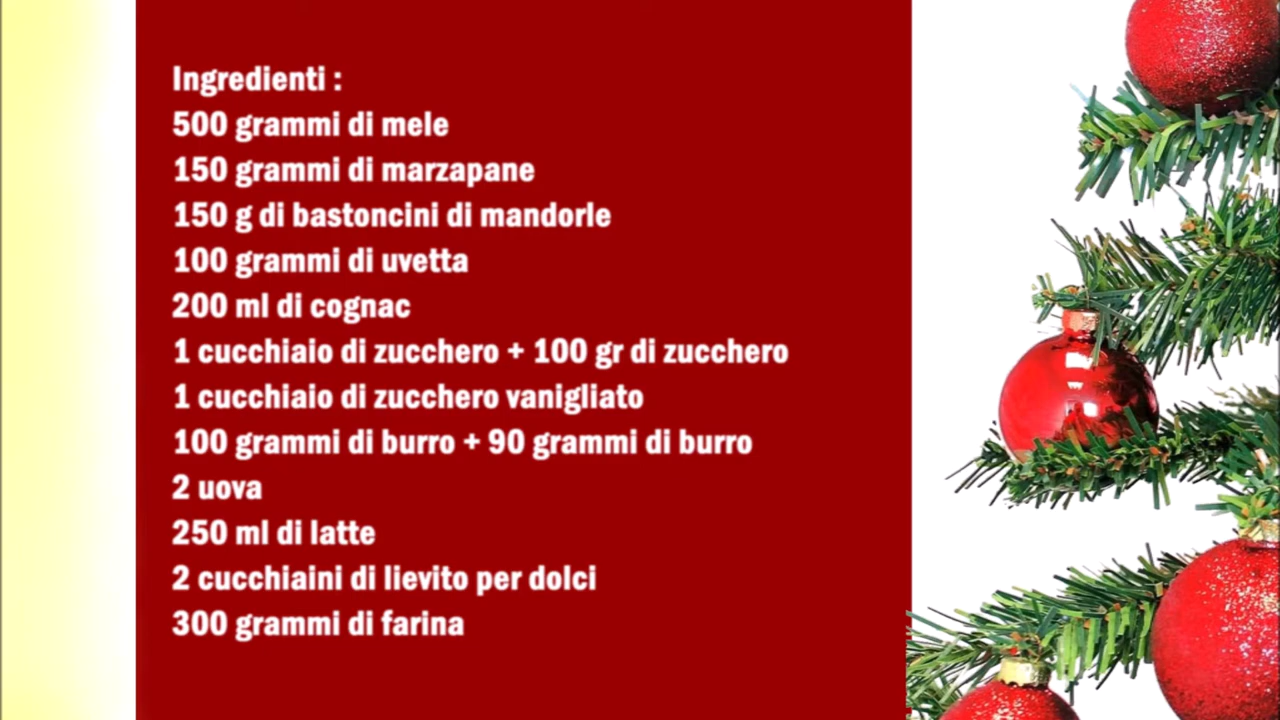 Ingredienti :
500 grammi di mele
150 grammi di marzapane
150 g di bastoncini di mandorle
100 grammi di uvetta
200 ml di cognac
1 cucchiaio di zucchero + 100 gr di zucchero
1 cucchiaio di zucchero vanigliato
100 grammi di burro + 90 grammi di burro
2 uova
250 ml di latte
2 cucchiaini di lievito per dolci
300 grammi di farina